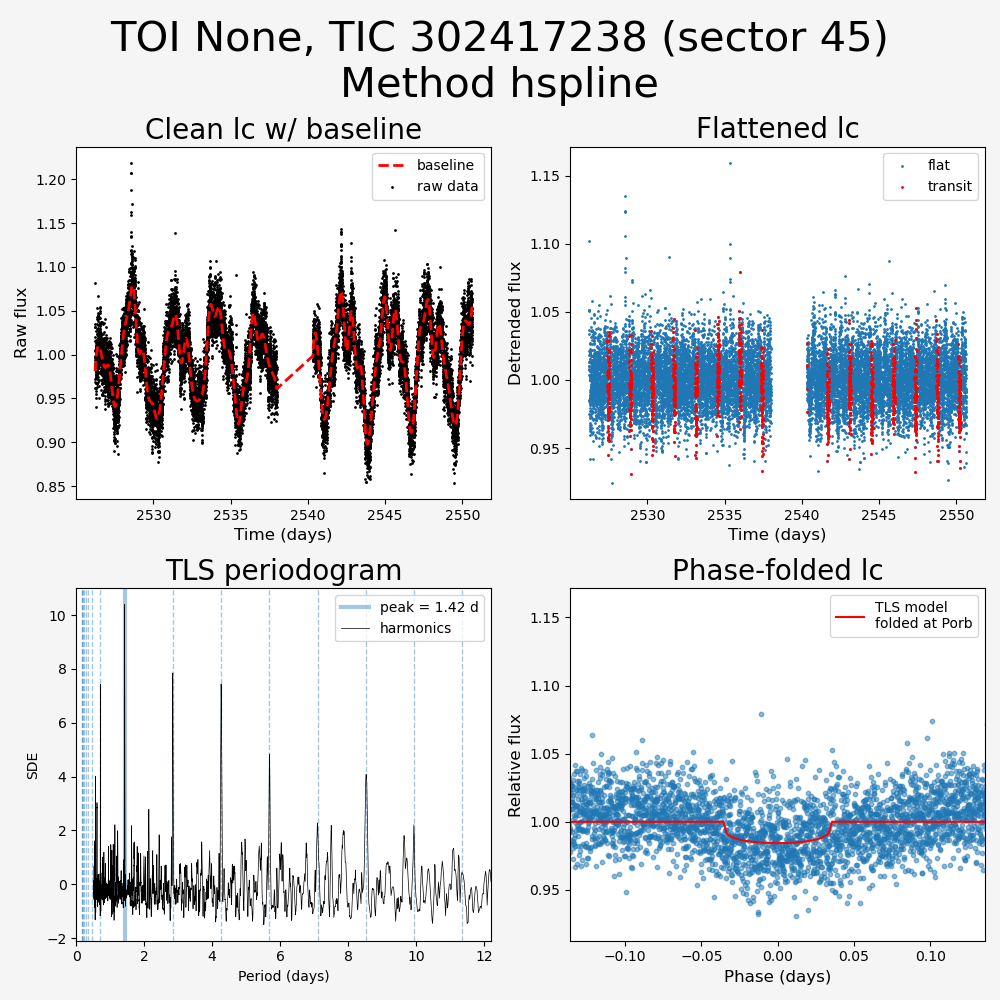 TOI None, TIC 302417238 (sector 45)
Method hspline
Clean lc w/ baseline
baseline
raw data
1.20
1.15
1.10
1.05
1.00
0.95
0.90
0.85
Raw flux
2530
2535
2540
2545
2550
Time (days)
Flattened lc
flat
transit
1.15
1.10
1.05
1.00
0.95
Detrended flux
2530
2535
2540
2545
2550
Time (days)
TLS periodogram
peak = 1.42 d
harmonics
10
8
6
4
2
0
−2
SDE
0
2
4
6
8
10
12
Period (days)
Phase-folded lc
TLS model
folded at Porb
1.15
1.10
1.05
1.00
0.95
Relative flux
−0.10
−0.05
0.00
0.05
0.10
Phase (days)